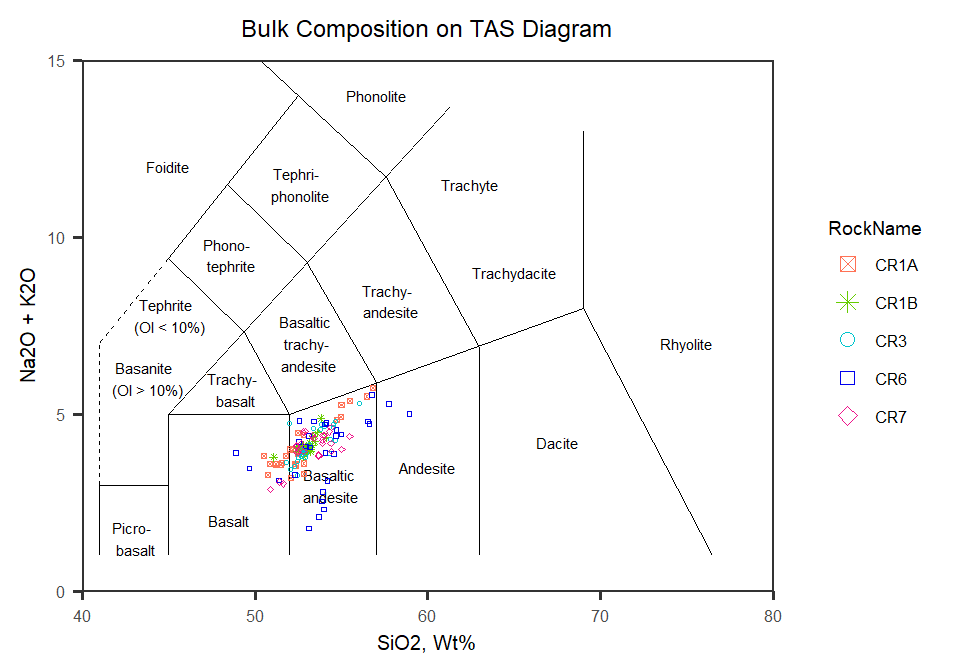 Bulk Composition on TAS Diagram
15
10
5
0
Na2O + K2O
Phonolite
Foidite
Tephri-
phonolite
Trachyte
Phono-
tephrite
Trachydacite
Tephrite
(Ol < 10%)
Trachy-
andesite
Basaltic
trachy-
andesite
Rhyolite
Basanite
(Ol > 10%)
Trachy-
basalt
Dacite
Andesite
Basaltic
andesite
Basalt
Picro-
basalt
40
50
60
70
80
SiO2, Wt%
RockName
CR1A
CR1B
CR3
CR6
CR7